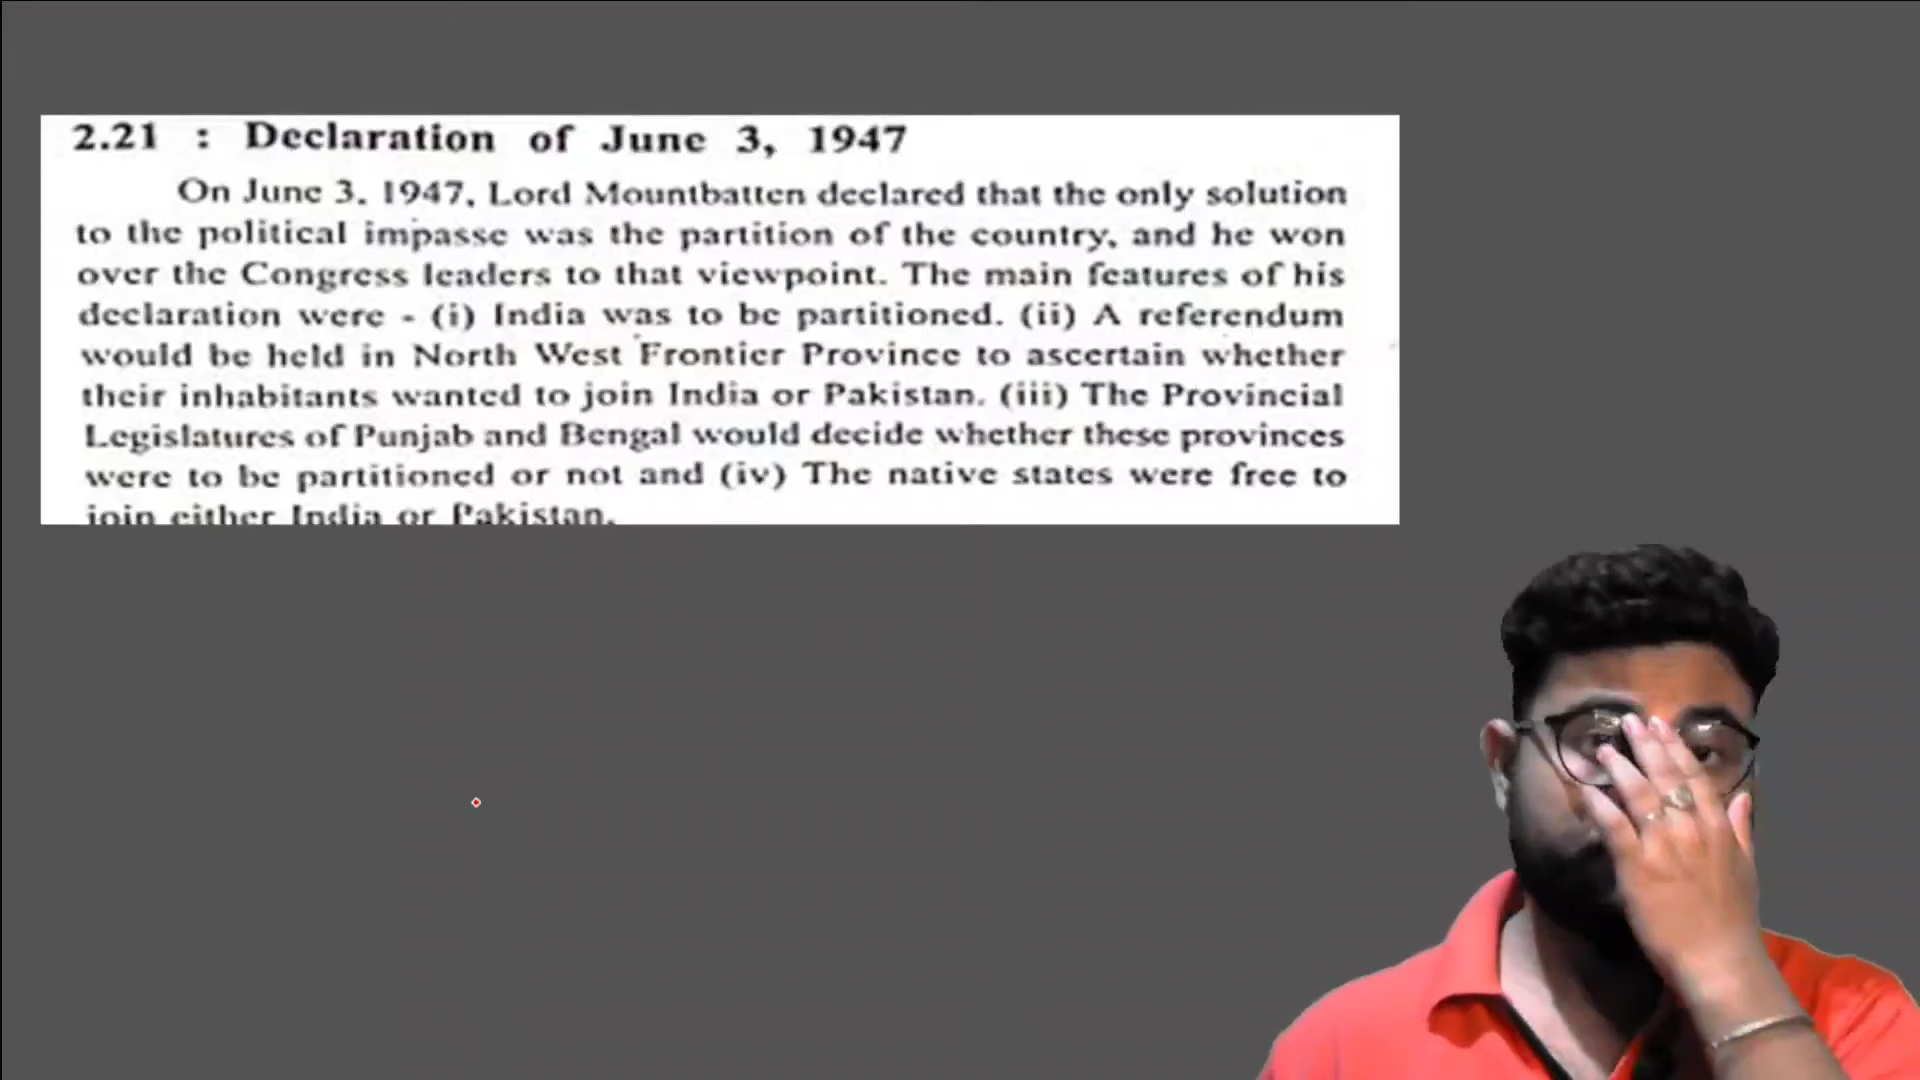 2.21 : Declaration of June 3, 1947
On June 3, 1947, Lord Mountbatten declared that the only solution
to the political impasse was the partition of the country, and he won
over the Congress leaders to that viewpoint. The main features of his
declaration were - (i) India was to be partitioned. (ii) A referendum
would be held in North West Frontier Province to ascertain whether
their inhabitants wanted to join India or Pakistan. (iii) The Provincial
Legislatures of Punjab and Bengal would decide whether these provinces
were to be partitioned or not and (iv) The native states were free to
join either India or Pakistan.